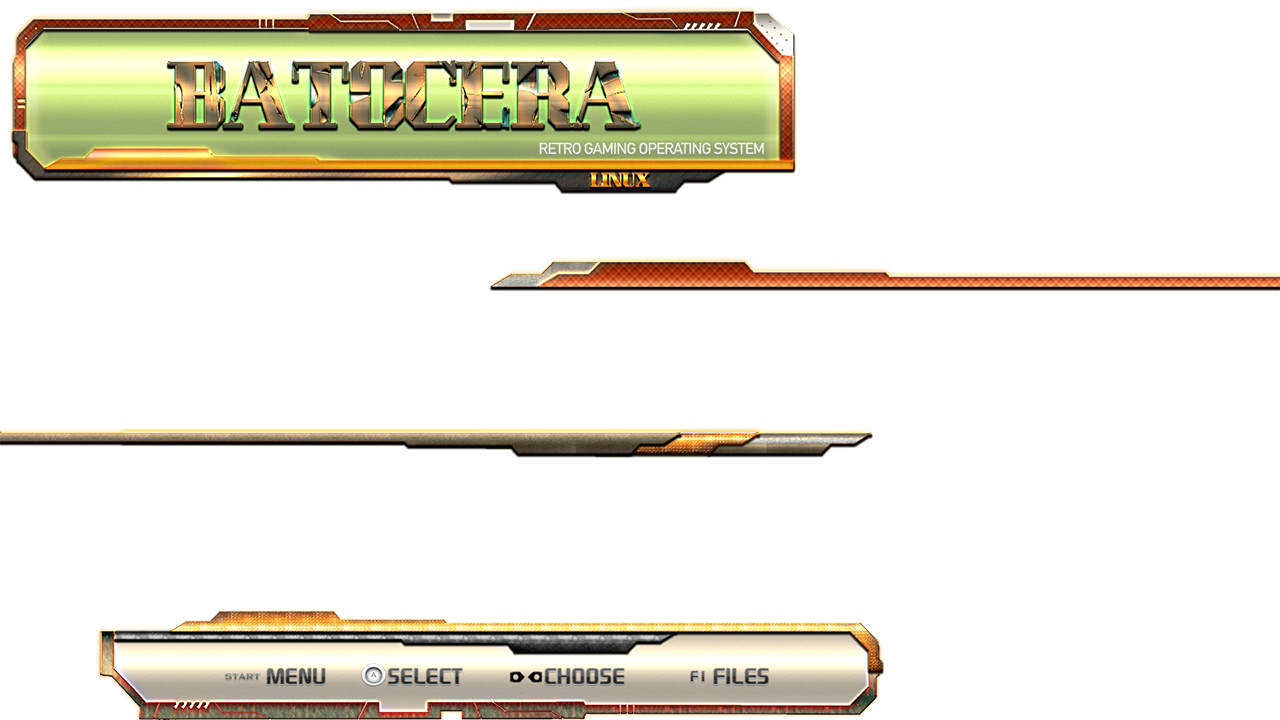 BATOCERA
RETRO GAMING OPERATING SYSTEM
LINUX
START MENU A SELECT CHOOSE F1 FILES